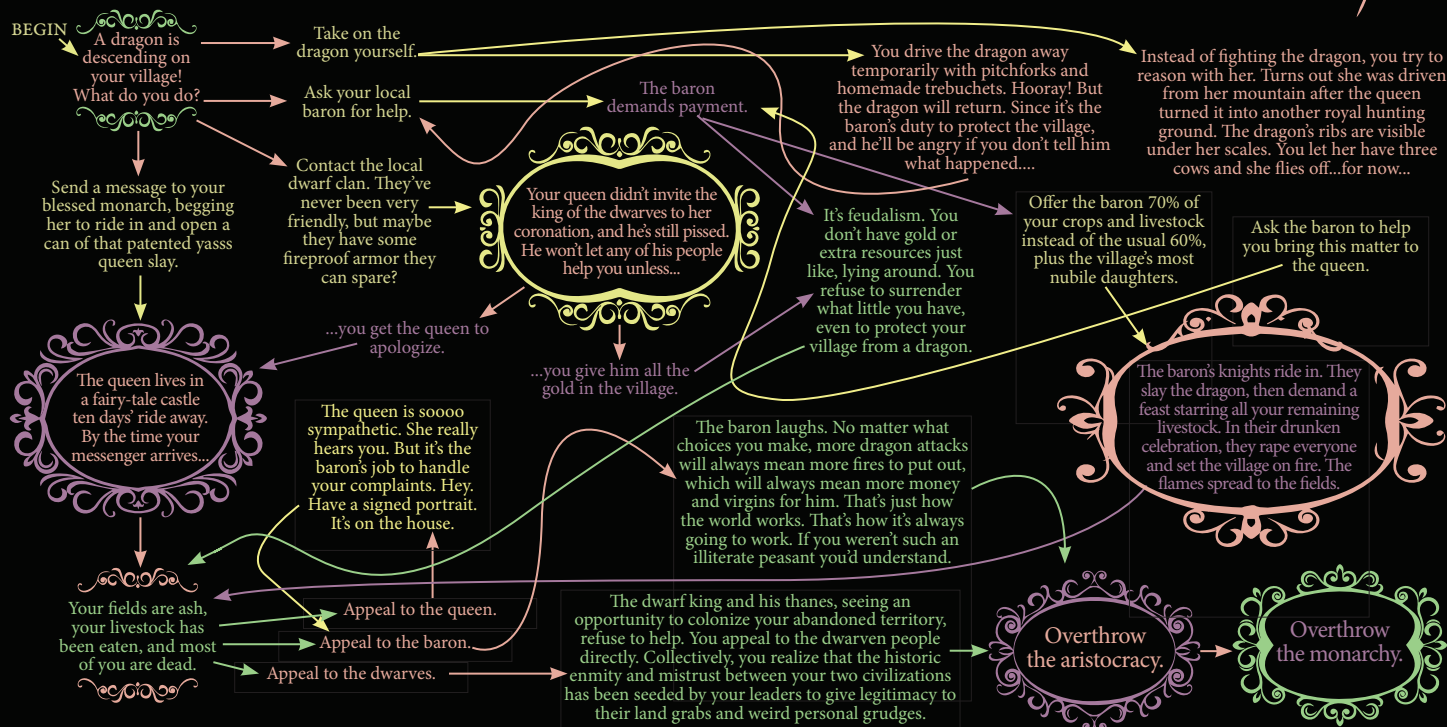 BEGIN
A dragon is
descending on
your village!
What do you do?
Take on the
dragon yourself.
Ask your local
baron for help.
Contact the local
dwarf clan. They've
never been very
friendly, but maybe
they have some
fireproof armor they
can spare?
Send a message to your
blessed monarch, begging
her to ride in and open a
can of that patented yasss
queen slay.
The baron
demands payment.
You drive the dragon away
temporarily with pitchforks and
homemade trebuchets. Hooray! But
the dragon will return. Since it's the
baron's duty to protect the village,
and he'll be angry if you don't tell him
what happened....
Instead of fighting the dragon, you try to
reason with her. Turns out she was driven
from her mountain after the queen
turned it into another royal hunting
ground. The dragon's ribs are visible
under her scales. You let her have three
cows and she flies off...for now...
Your queen didn't invite the
king of the dwarves to her
coronation, and he's still pissed.
He won't let any of his people
help you unless...
It's feudalism. You
don't have gold or
extra resources just
like, lying around. You
refuse to surrender
what little you have,
even to protect your
village from a dragon.
Offer the baron 70% of
your crops and livestock
instead of the usual 60%,
plus the village's most
nubile daughters.
Ask the baron to help
you bring this matter to
the queen.
...you get the queen to
apologize.
...you give him all the
gold in the village.
The queen lives in
a fairy-tale castle
ten days' ride away.
By the time your
messenger arrives...
The queen is soooo
sympathetic. She really
hears you. But it's the
baron's job to handle
your complaints. Hey.
Have a signed portrait.
It's on the house.
The baron laughs. No matter what
choices you make, more dragon attacks
will always mean more fires to put out,
which will always mean more money
and virgins for him. That's just how
the world works. That's how it's always
going to work. If you weren't such an
illiterate peasant you'd understand.
The baron's knights ride in. They
slay the dragon, then demand a
feast starring all your remaining
livestock. In their drunken
celebration, they rape everyone
and set the village on fire. The
flames spread to the fields.
Your fields are ash,
your livestock has
been eaten, and most
of you are dead.
Appeal to the queen.
Appeal to the baron.
Appeal to the dwarves.
The dwarf king and his thanes, seeing an
opportunity to colonize your abandoned territory,
refuse to help. You appeal to the dwarven people
directly. Collectively, you realize that the historic
enmity and mistrust between your two civilizations
has been seeded by your leaders to give legitimacy to
their land grabs and weird personal grudges.
Overthrow
the aristocracy.
Overthrow
the monarchy.